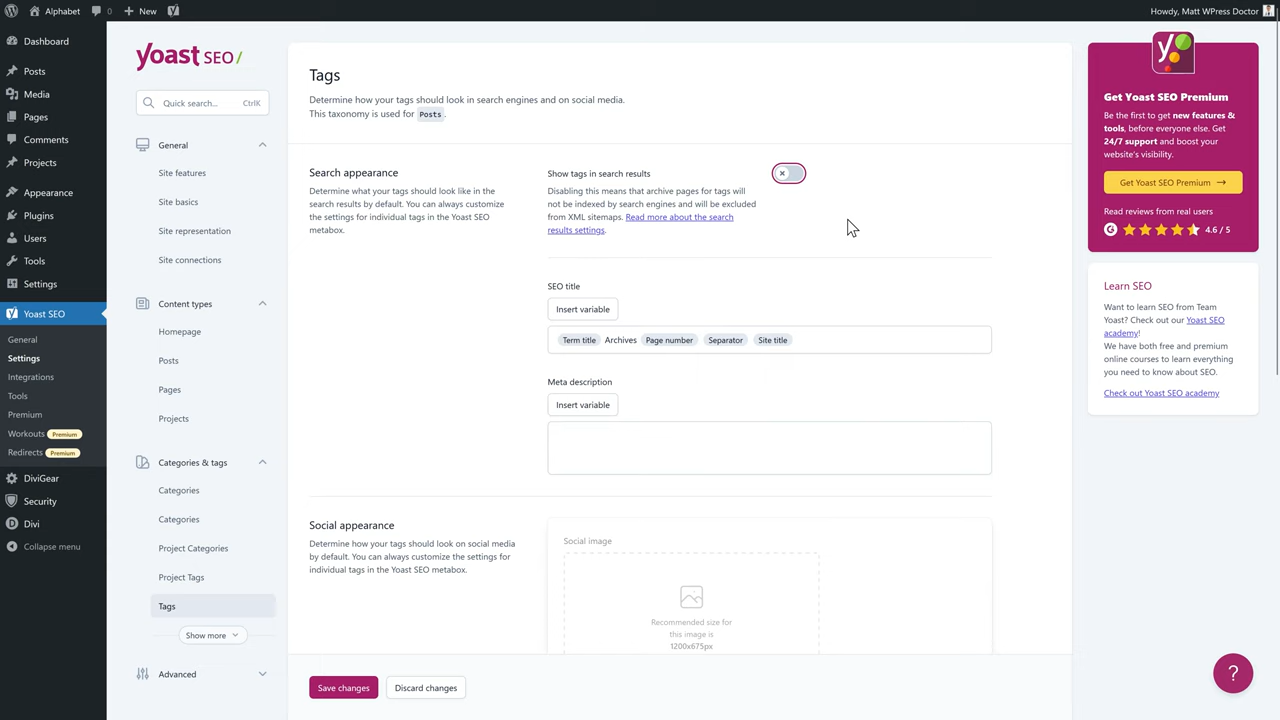 Alphabet
0
New
Howdy, Matt WPress Doctor
Dashboard
Posts
Media
Pages
Comments
Projects
Appearance
Plugins
Users
Tools
Settings
Yoast SEO
General
Settings
Integrations
Tools
Premium
Workouts Premium
Redirects Premium
DiviGear
Security
Divi
Collapse menu
yoast SEO/
Quick search... CtrlK
General
Site features
Site basics
Site representation
Site connections
Content types
Homepage
Posts
Pages
Projects
Categories & tags
Categories
Categories
Project Categories
Project Tags
Tags
Show more
Advanced
Tags
Determine how your tags should look in search engines and on social media.
This taxonomy is used for Posts.
Search appearance
Determine what your tags should look like in the
search results by default. You can always customize
the settings for individual tags in the Yoast SEO
metabox.
Show tags in search results
Disabling this means that archive pages for tags will
not be indexed by search engines and will be excluded
from XML sitemaps. Read more about the search
results settings.
SEO title
Insert variable
Term title Archives Page number Separator Site title
Meta description
Insert variable
Social appearance
Determine how your tags should look on social media
by default. You can always customize the settings for
individual tags in the Yoast SEO metabox.
Social image
Recommended size for
this image is
1200x675px
Save changes
Discard changes
y
Get Yoast SEO Premium
Be the first to get new features &
tools, before everyone else. Get
24/7 support and boost your
website's visibility.
Get Yoast SEO Premium →
Read reviews from real users
4.6 / 5
Learn SEO
Want to learn SEO from Team
Yoast? Check out our Yoast SEO
academy!
We have both free and premium
online courses to learn everything
you need to know about SEO.
Check out Yoast SEO academy
?